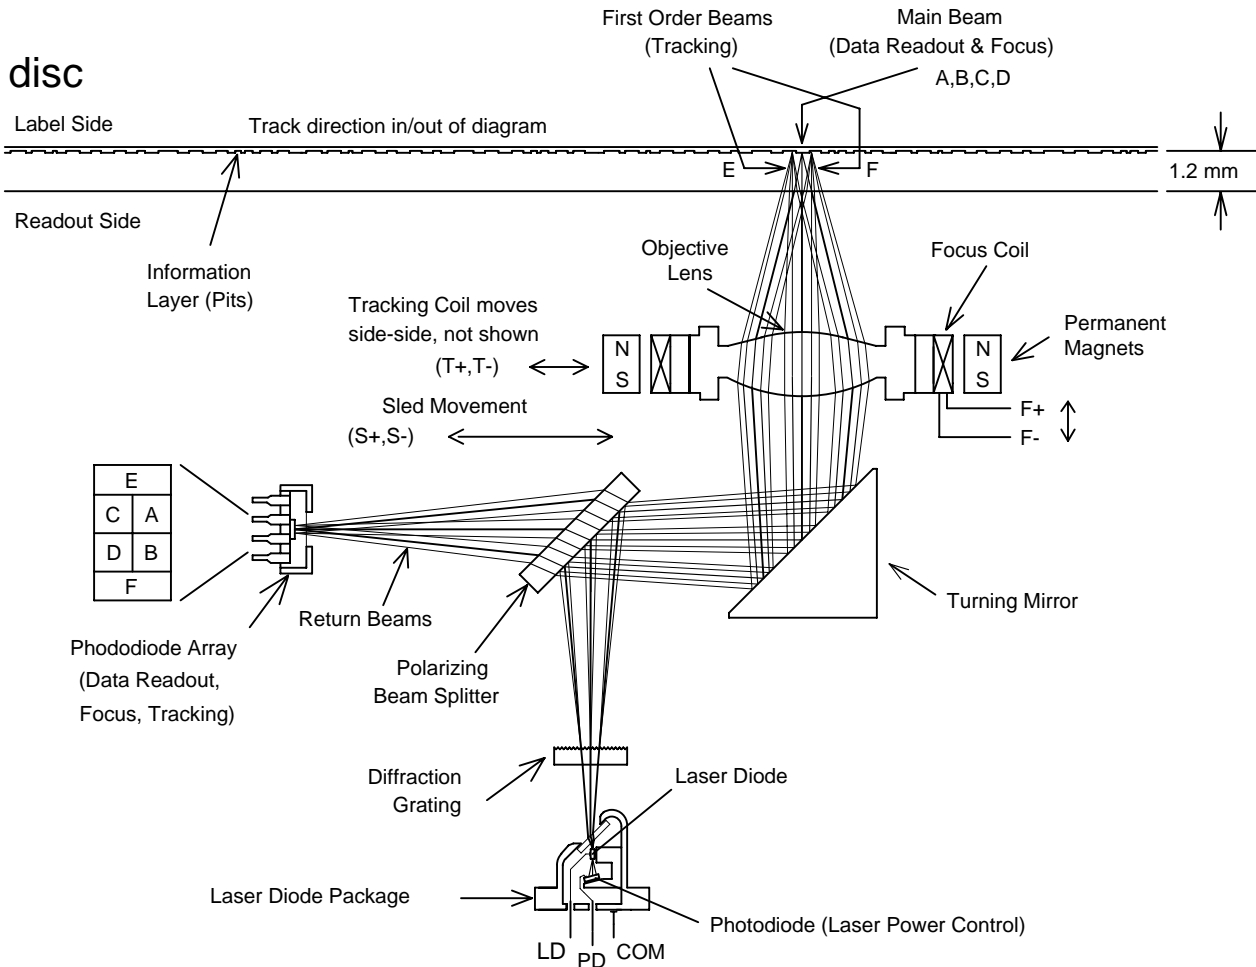 First Order Beams
(Tracking)
Main Beam
(Data Readout & Focus)
A,B,C,D
disc
Label Side
Track direction in/out of diagram
E
F
1.2 mm
Readout Side
Information
Layer (Pits)
Objective
Lens
Focus Coil
Tracking Coil moves
side-side, not shown
(T+,T-)
N
S
N
S
Permanent
Magnets
Sled Movement
(S+,S-)
F+
F-
E
C A
D B
F
Return Beams
Turning Mirror
Phododiode Array
(Data Readout,
Focus, Tracking)
Polarizing
Beam Splitter
Diffraction
Grating
Laser Diode
Laser Diode Package
Photodiode (Laser Power Control)
LD PD COM